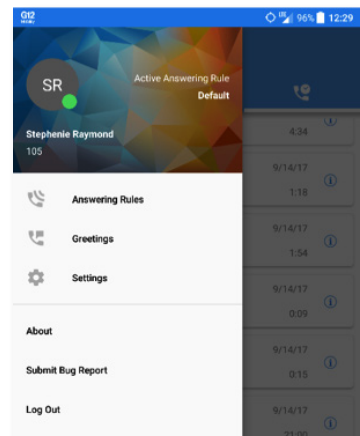 G12
MENU
96% 12:29
SR
Active Answering Rule
Default
Stephenie Raymond
105
Answering Rules
Greetings
Settings
About
Submit Bug Report
Log Out
4:34
9/14/17
1:18
9/14/17
1:54
9/14/17
0:09
9/14/17
0:15
9/14/17